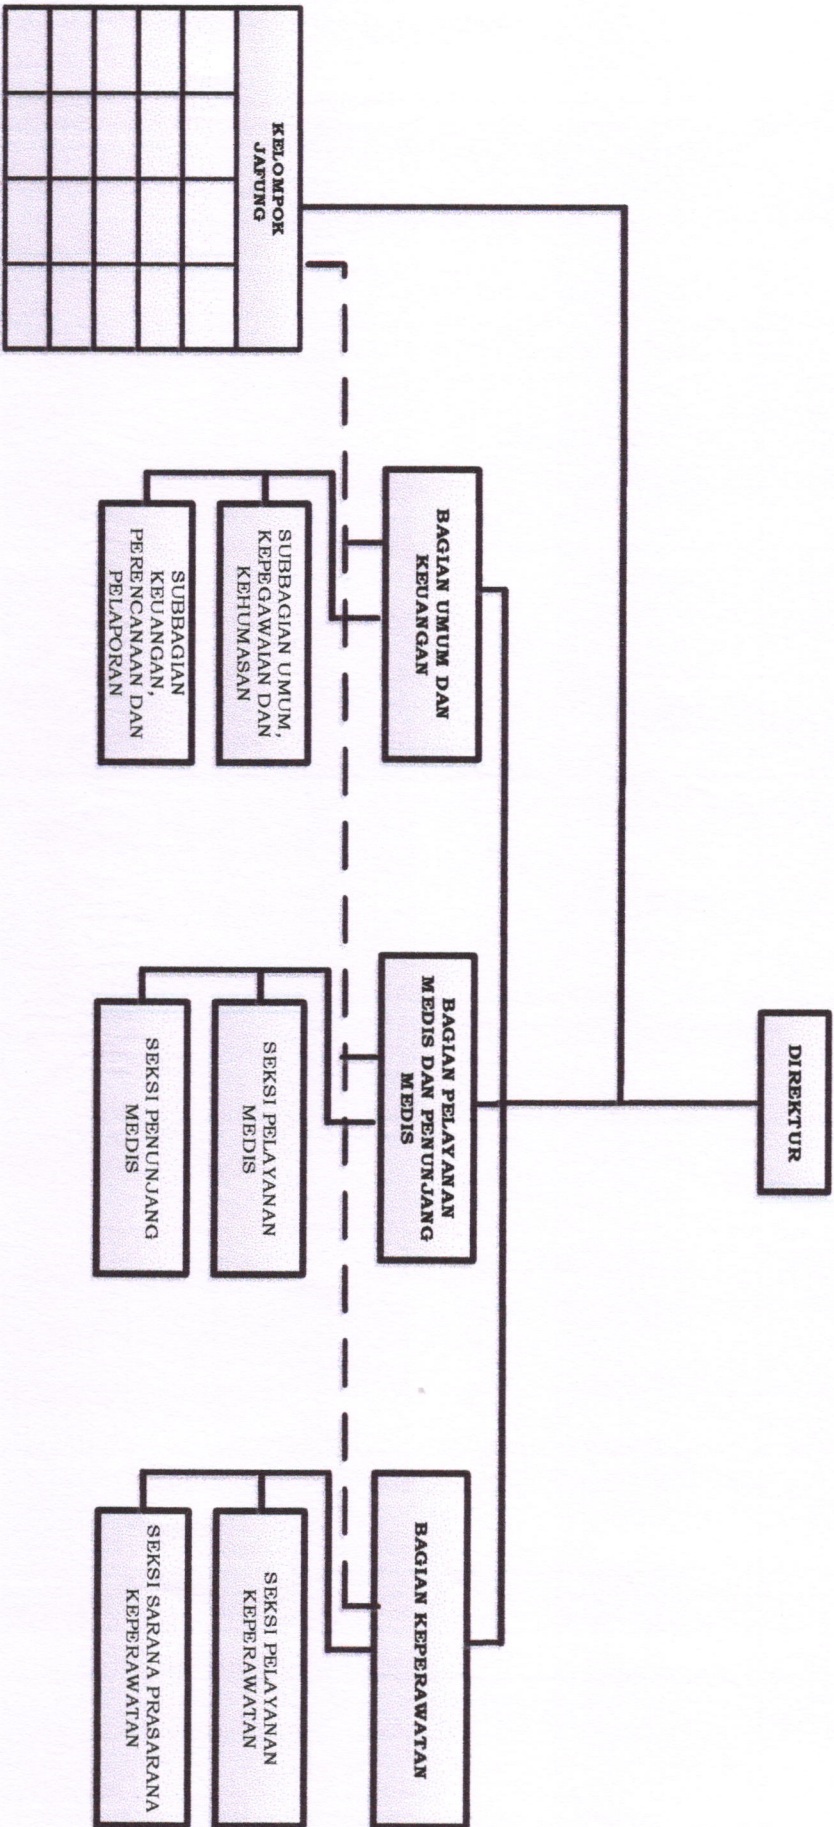 DIREKTUR
KELOMPOK
JAFUNG
BAGIAN UMUM DAN
KEUANGAN
SUBBAGIAN UMUM,
KEPEGAWAIAN DAN
KEHUMASAN
SUBBAGIAN
KEUANGAN,
PERENCANAAN DAN
PELAPORAN
BAGIAN PELAYANAN
MEDIS DAN PENUNJANG
MEDIS
SEKSI PELAYANAN
MEDIS
SEKSI PENUNJANG
MEDIS
BAGIAN KEPERAWATAN
SEKSI PELAYANAN
KEPERAWATAN
SEKSI SARANA PRASARANA
KEPERAWATAN